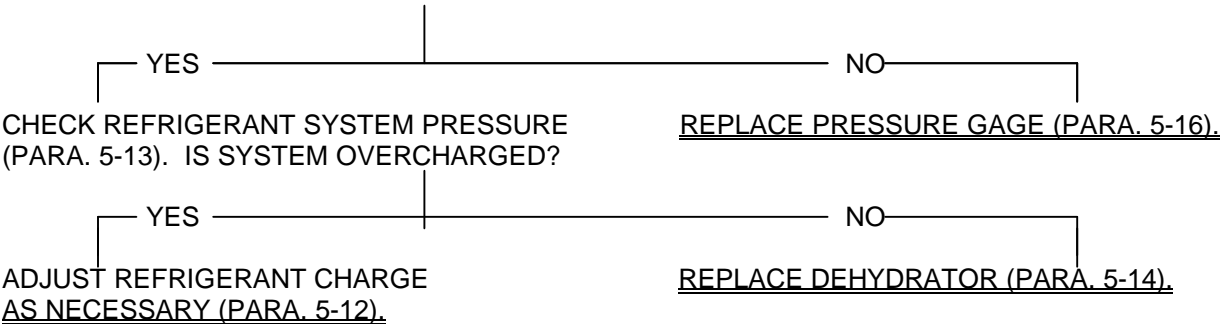 YES
NO
CHECK REFRIGERANT SYSTEM PRESSURE
(PARA. 5-13). IS SYSTEM OVERCHARGED?
REPLACE PRESSURE GAGE (PARA. 5-16).
YES
NO
ADJUST REFRIGERANT CHARGE
AS NECESSARY (PARA. 5-12).
REPLACE DEHYDRATOR (PARA. 5-14).